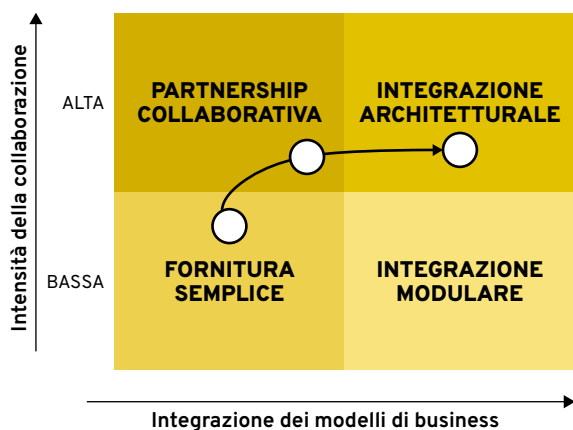 Intensità della collaborazione
ALTA
BASSA
PARTNERSHIP
COLLABORATIVA
INTEGRAZIONE
ARCHITETTURALE
FORNITURA
SEMPLICE
INTEGRAZIONE
MODULARE
Integrazione dei modelli di business